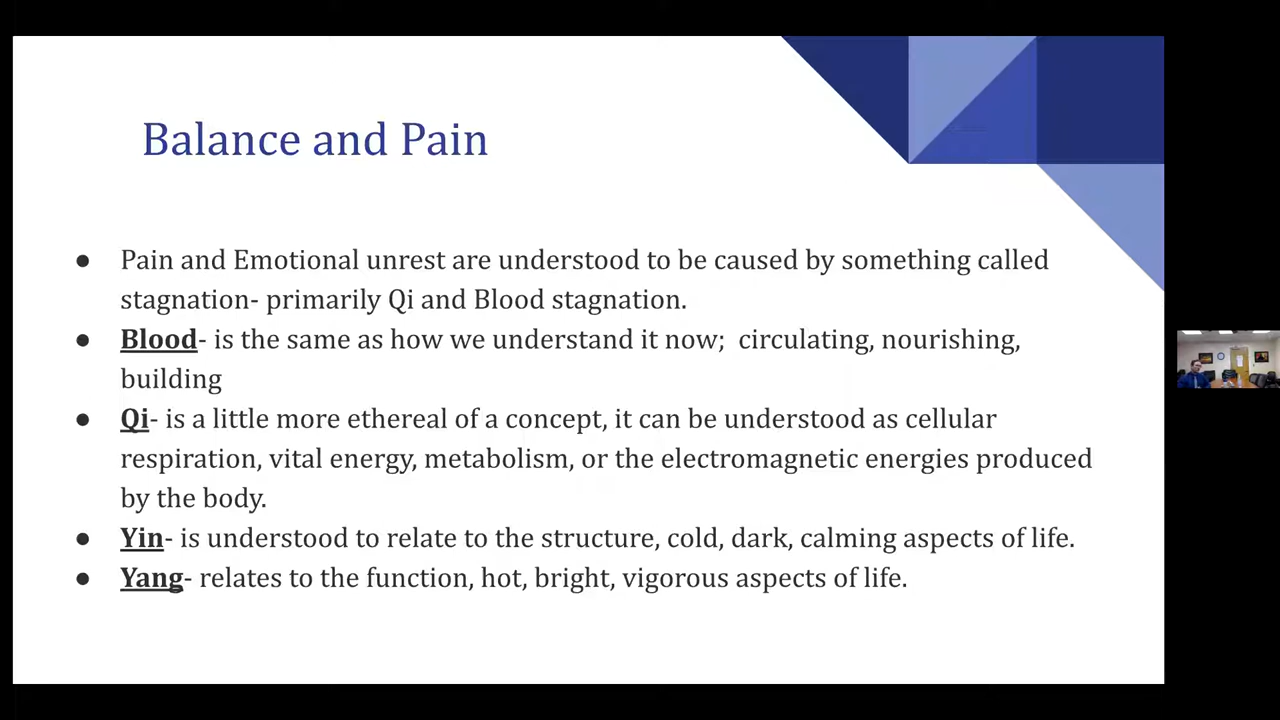 Balance and Pain
● Pain and Emotional unrest are understood to be caused by something called
stagnation- primarily Qi and Blood stagnation.
● Blood- is the same as how we understand it now;  circulating, nourishing,
building
● Qi- is a little more ethereal of a concept, it can be understood as cellular
respiration, vital energy, metabolism, or the electromagnetic energies produced
by the body.
● Yin- is understood to relate to the structure, cold, dark, calming aspects of life.
● Yang- relates to the function, hot, bright, vigorous aspects of life.